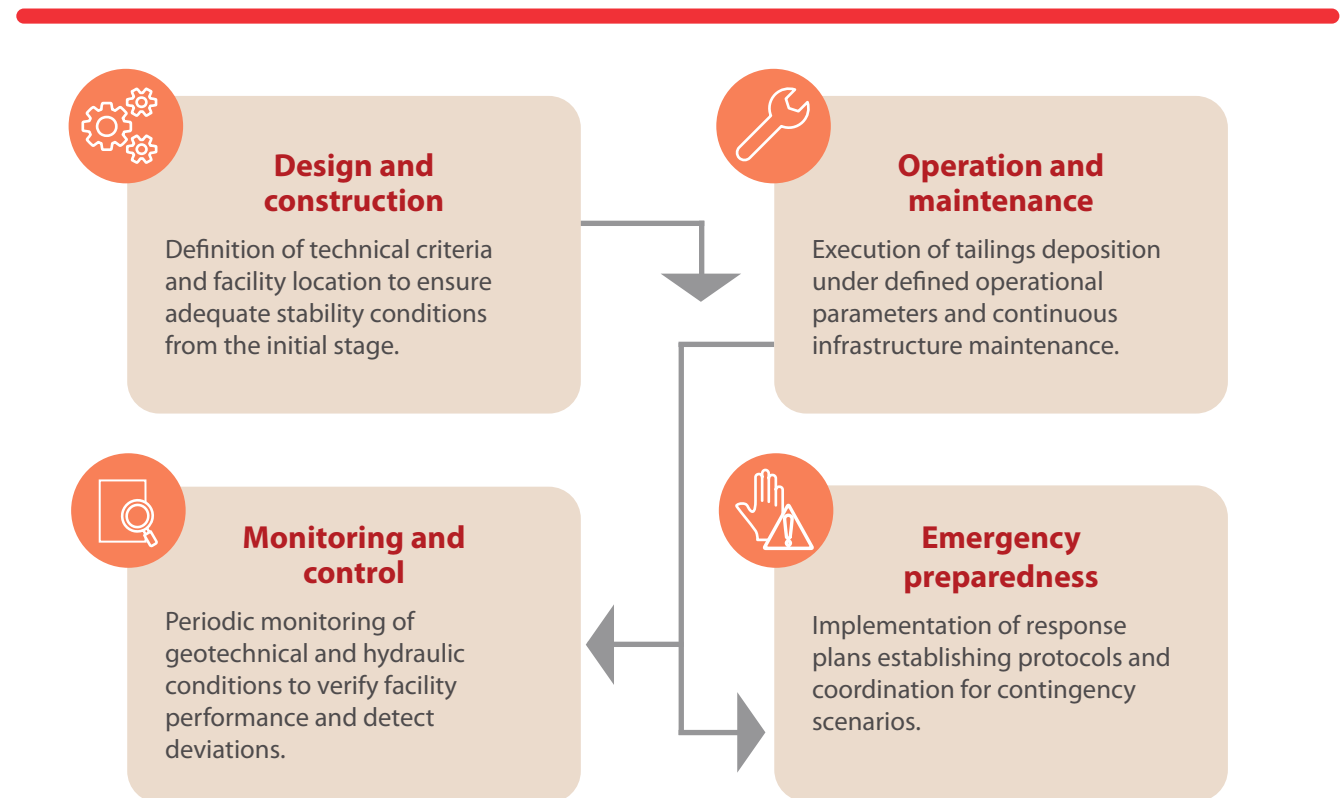 Design and
construction
Definition of technical criteria
and facility location to ensure
adequate stability conditions
from the initial stage.
Operation and
maintenance
Execution of tailings deposition
under defined operational
parameters and continuous
infrastructure maintenance.
Monitoring and
control
Periodic monitoring of
geotechnical and hydraulic
conditions to verify facility
performance and detect
deviations.
Emergency
preparedness
Implementation of response
plans establishing protocols and
coordination for contingency
scenarios.